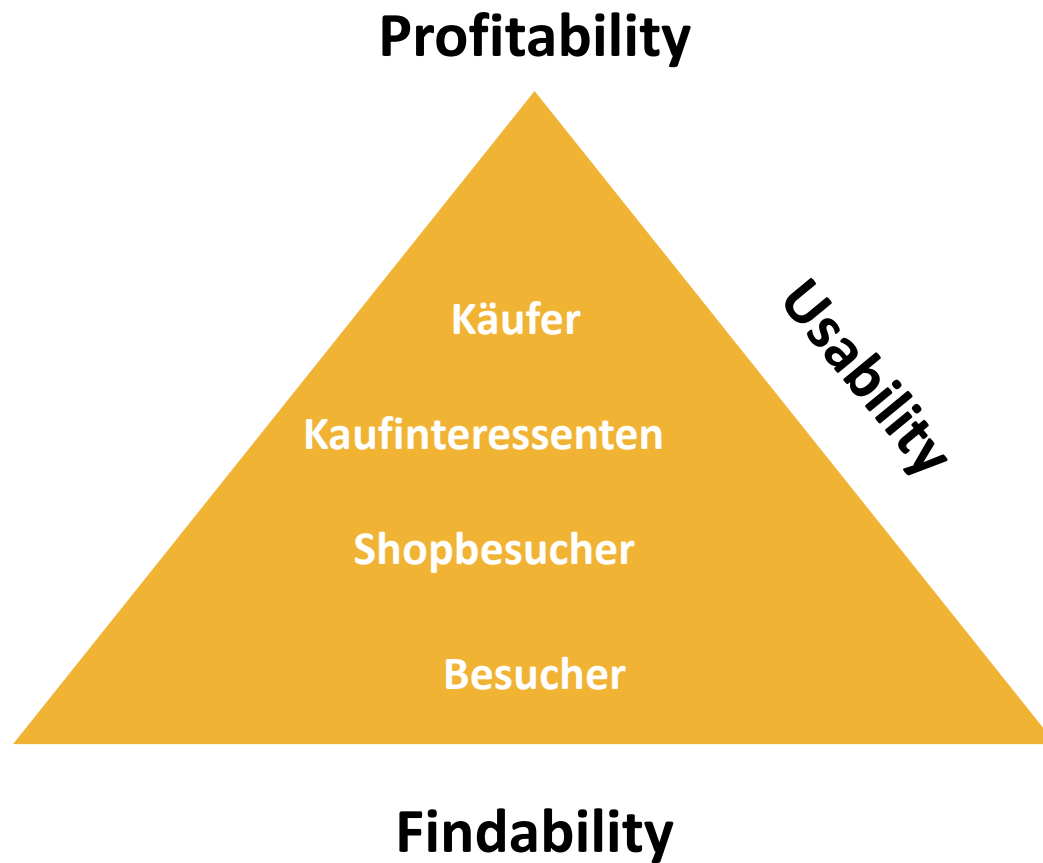 Profitability
Käufer
Usability
Kaufinteressenten
Shopbesucher
Besucher
Findability